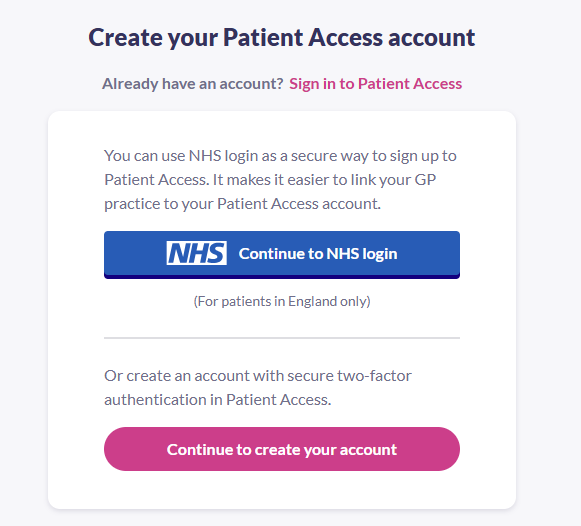 Create your Patient Access account
Already have an account? Sign in to Patient Access
You can use NHS login as a secure way to sign up to
Patient Access. It makes it easier to link your GP
practice to your Patient Access account.
NHS Continue to NHS login
(For patients in England only)
Or create an account with secure two-factor
authentication in Patient Access.
Continue to create your account